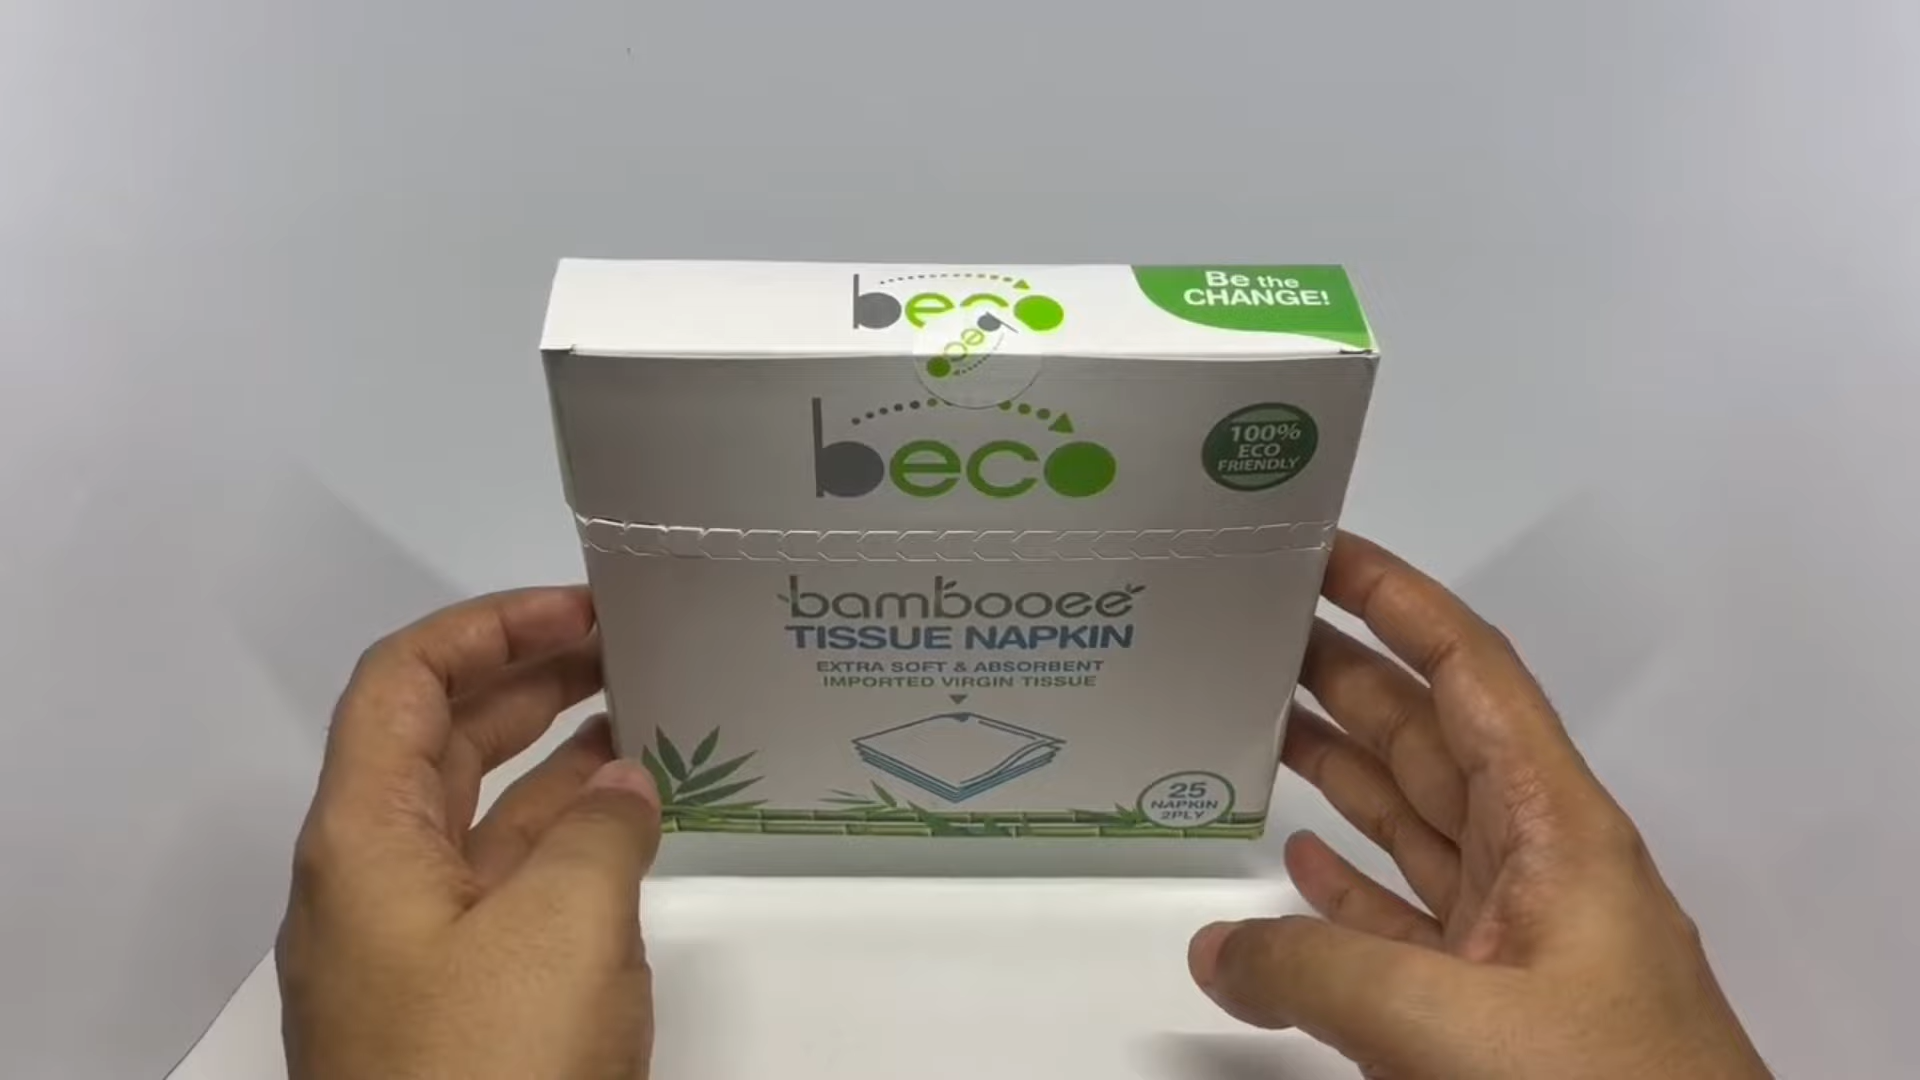 beco
Be the
CHANGE!
beco
beco
100%
ECO
FRIENDLY
bambooee
TISSUE NAPKIN
EXTRA SOFT & ABSORBENT
IMPORTED VIRGIN TISSUE
25
NAPKIN
2PLY